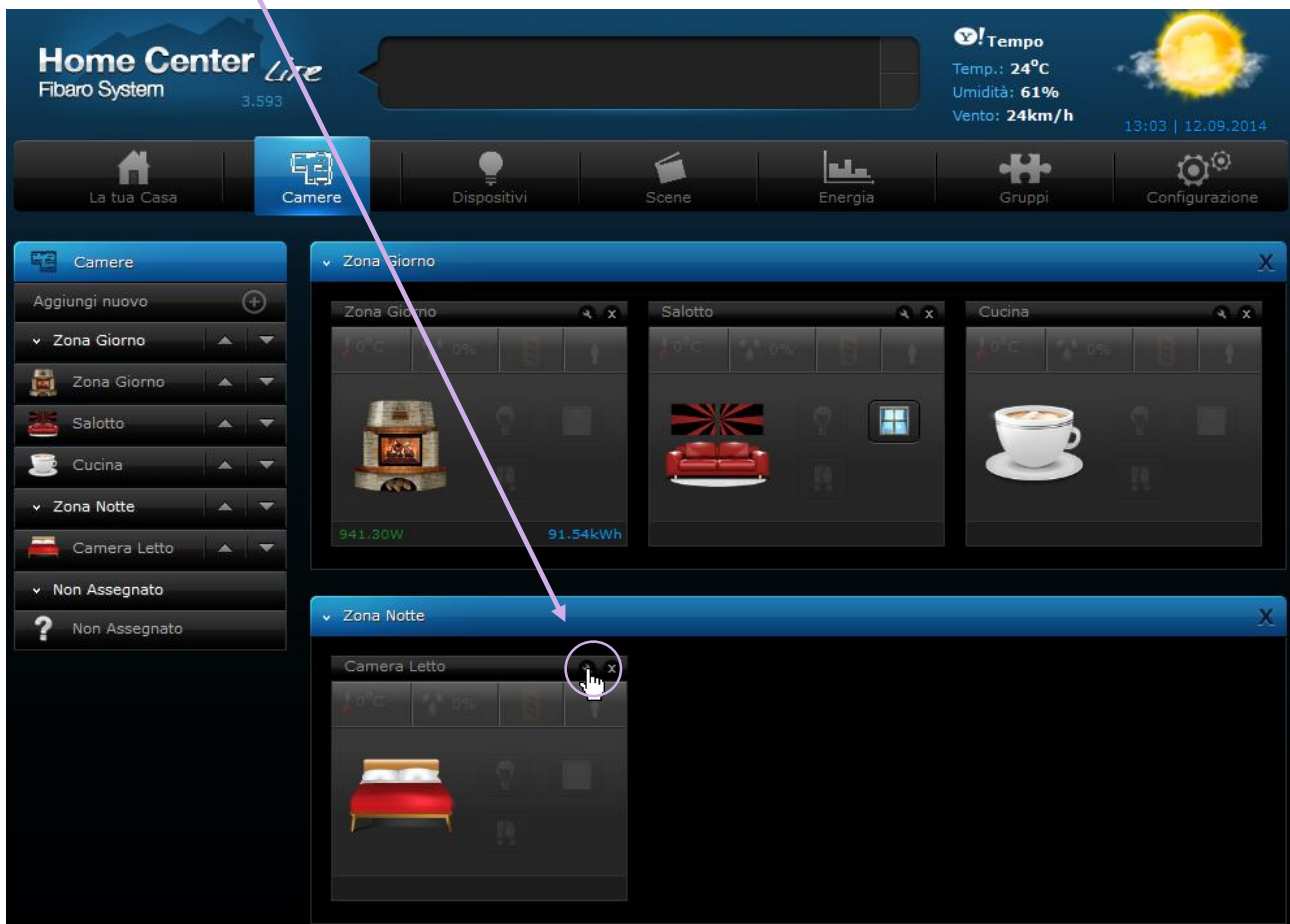 Home Center Lite
Fibaro System
3.593
Y! Tempo
Temp.: 24°C
Umidità: 61%
Vento: 24km/h
13:03 | 12.09.2014
La tua Casa
Camere
Dispositivi
Scene
Energia
Gruppi
Configurazione
Camere
Aggiungi nuovo
Zona Giorno
Zona Giorno
Salotto
Cucina
Zona Notte
Camera Letto
Non Assegnato
? Non Assegnato
Zona Giorno X
Zona Giorno x
0°C 0%
941.30W 91.54kWh
Salotto x
0°C 0%
Cucina x
0°C 0%
Zona Notte X
Camera Letto x
0°C 0%